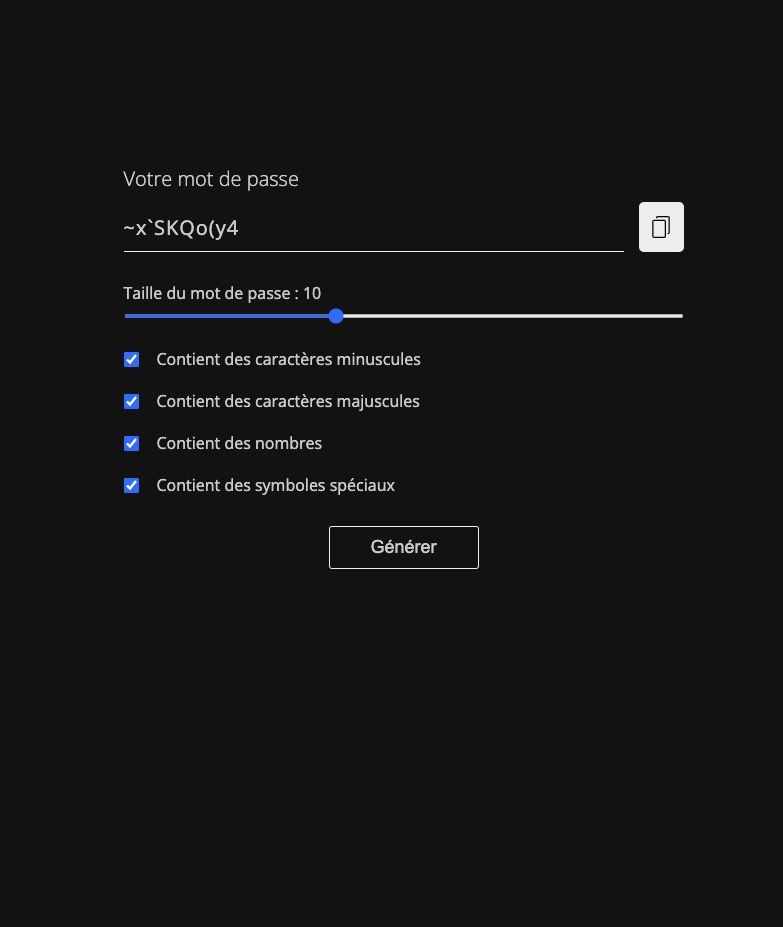 Votre mot de passe
~x`SKQo(y4
Taille du mot de passe : 10
Contient des caractères minuscules
Contient des caractères majuscules
Contient des nombres
Contient des symboles spéciaux
Générer